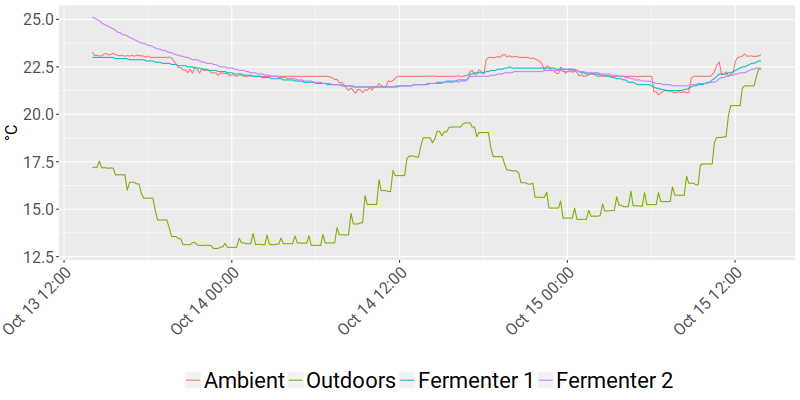 25.0
22.5
20.0
17.5
15.0
12.5
°C
Oct 13 12:00
Oct 14 00:00
Oct 14 12:00
Oct 15 00:00
Oct 15 12:00
Ambient Outdoors Fermenter 1 Fermenter 2